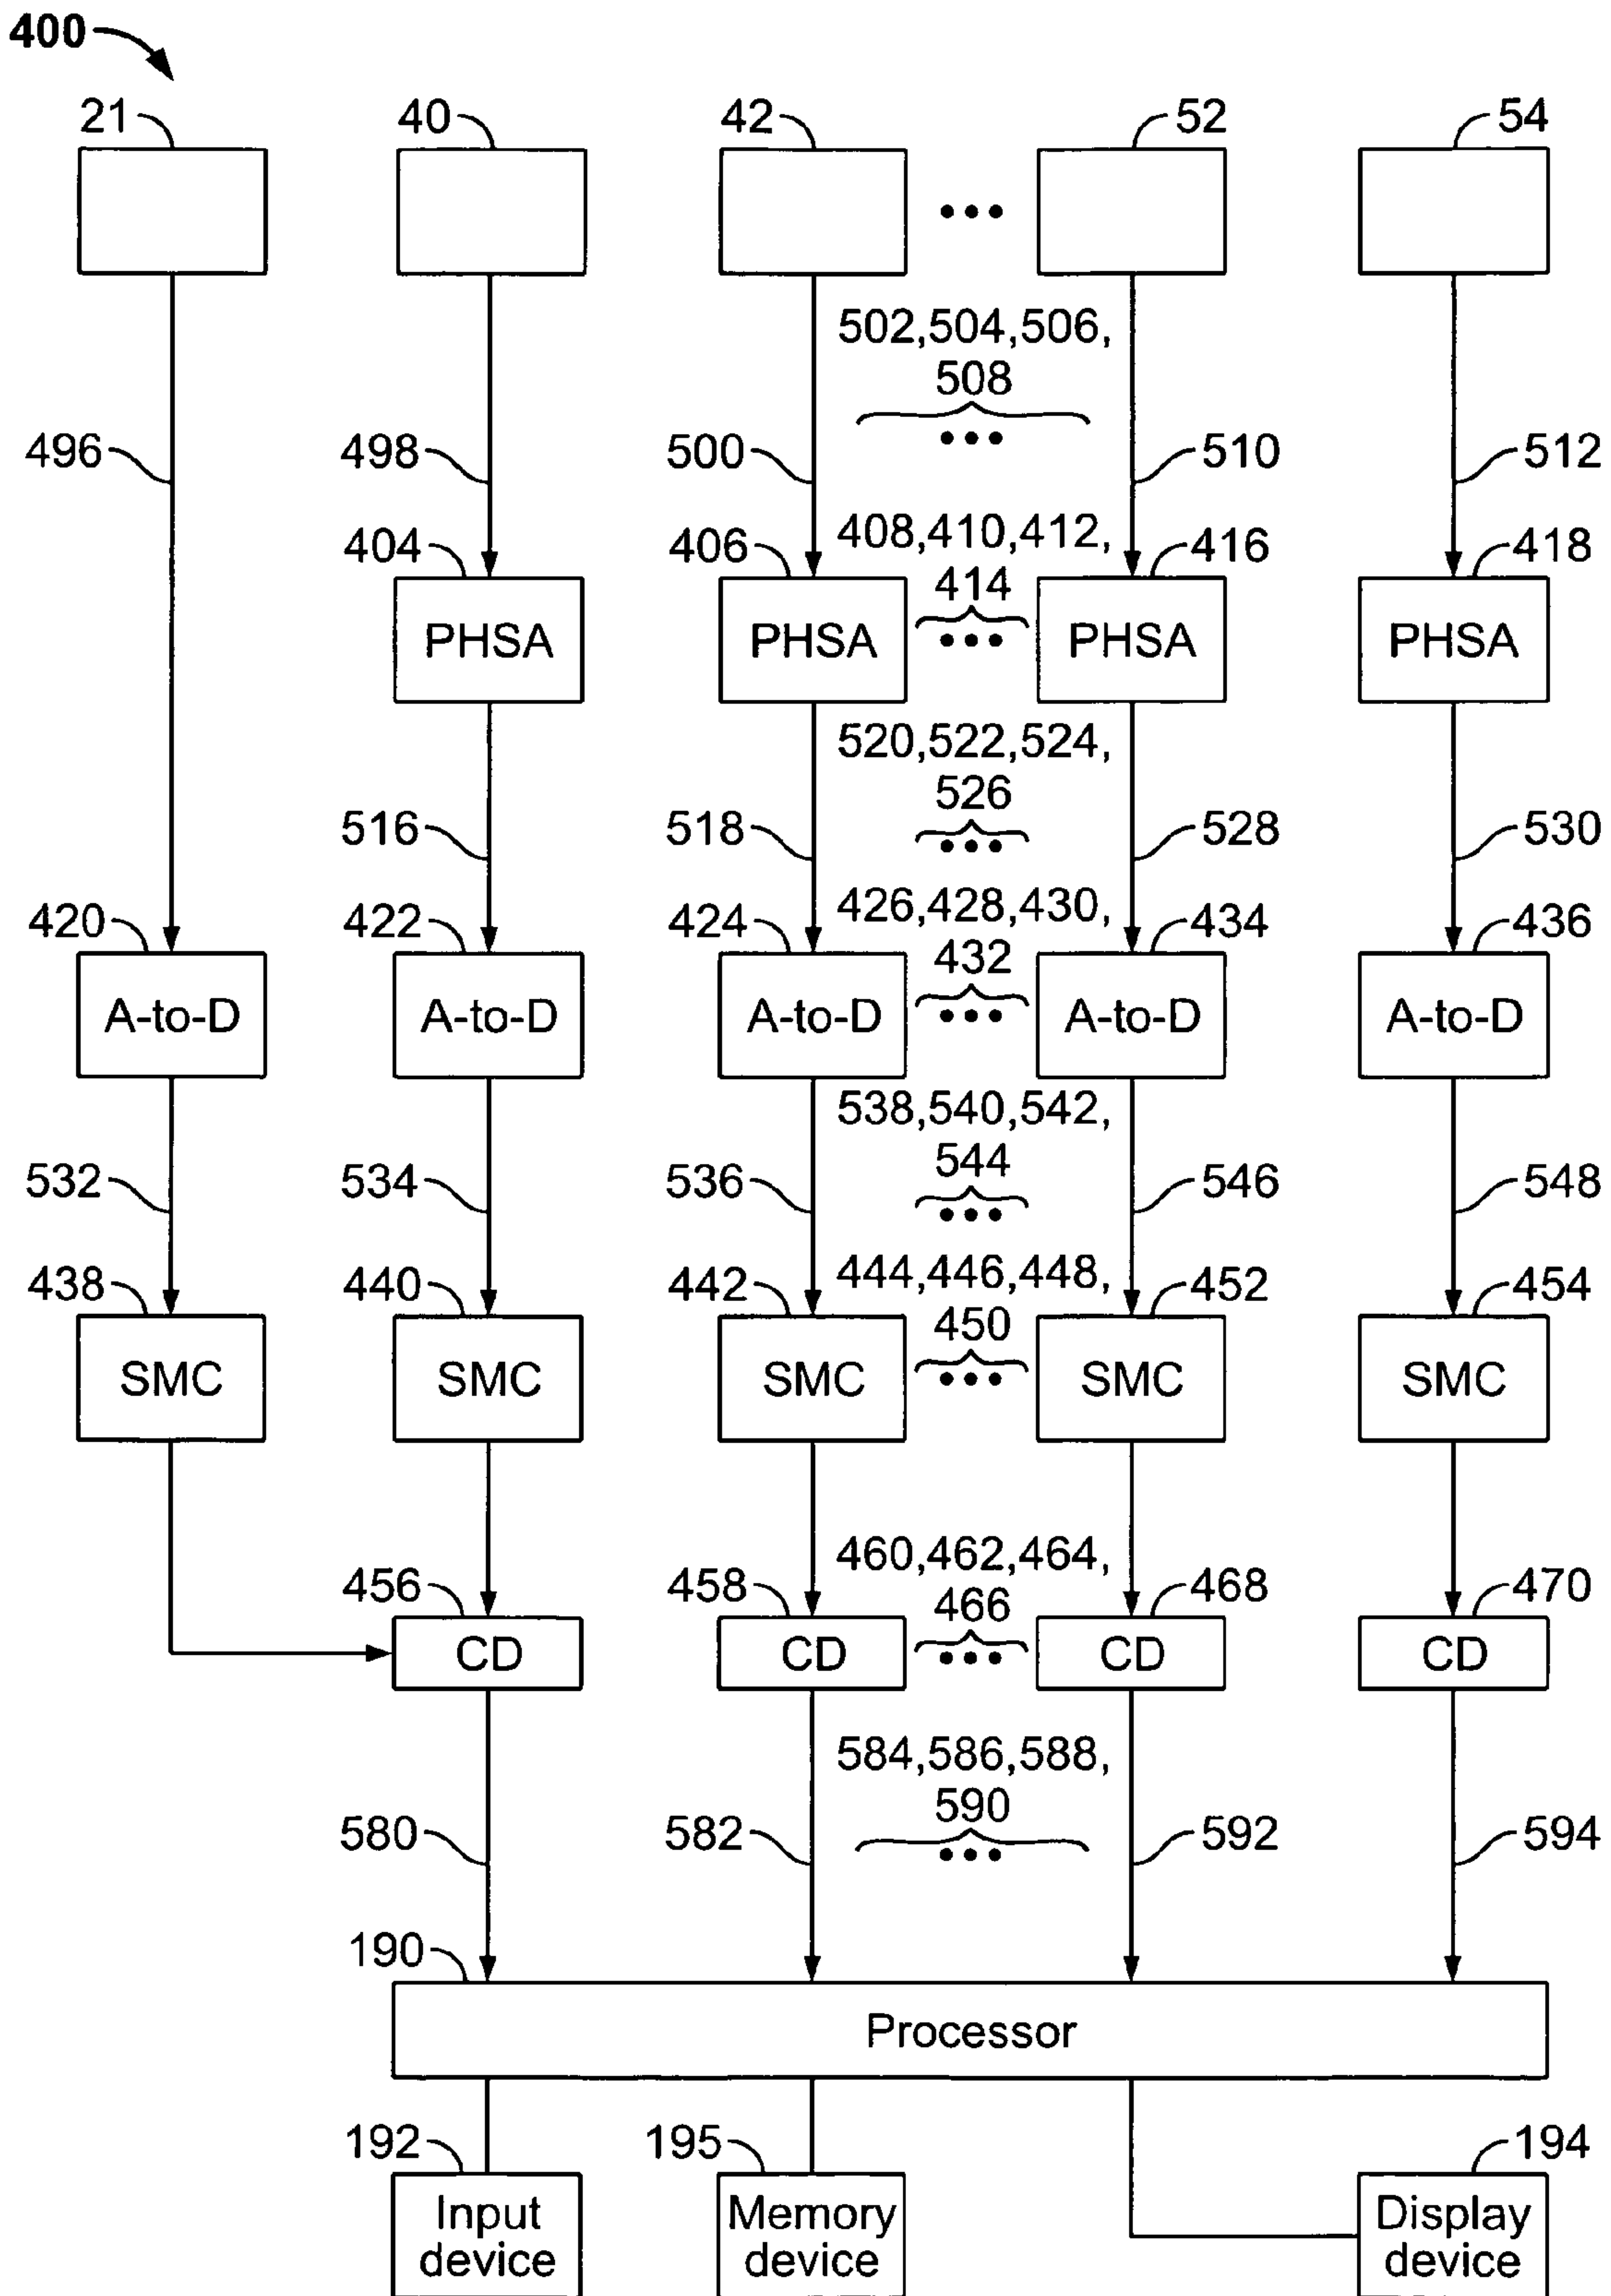 400
21 40 42 52 54
502,504,506,
508
496 498 500 510 512
408,410,412,
404 406 416 418
414
PHSA PHSA PHSA PHSA
520,522,524,
526
516 518 528 530
426,428,430,
420 422 424 434 436
432
A-to-D A-to-D A-to-D A-to-D A-to-D
538,540,542,
544
532 534 536 546 548
444,446,448,
438 440 442 452 454
450
SMC SMC SMC SMC SMC
460,462,464,
456 458 468 470
466
CD CD CD CD
584,586,588,
590
580 582 592 594
190
Processor
192 195 194
Input Memory Display
device device device